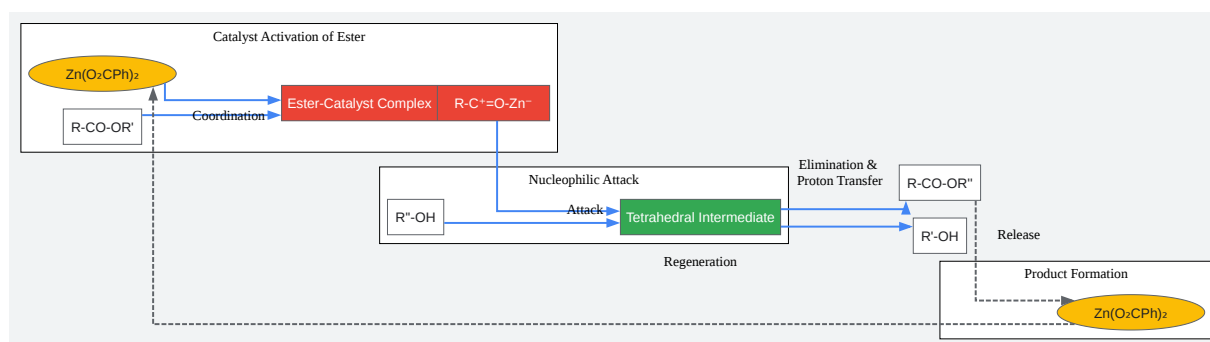 Catalyst Activation of Ester
Zn(O₂CPh)₂
Ester-Catalyst Complex
R-C⁺=O-Zn⁻
Coordination
R-CO-OR'
Nucleophilic Attack
Elimination &
Proton Transfer
R-CO-OR''
R''-OH
Attack
Tetrahedral Intermediate
R'-OH
Release
Regeneration
Product Formation
Zn(O₂CPh)₂